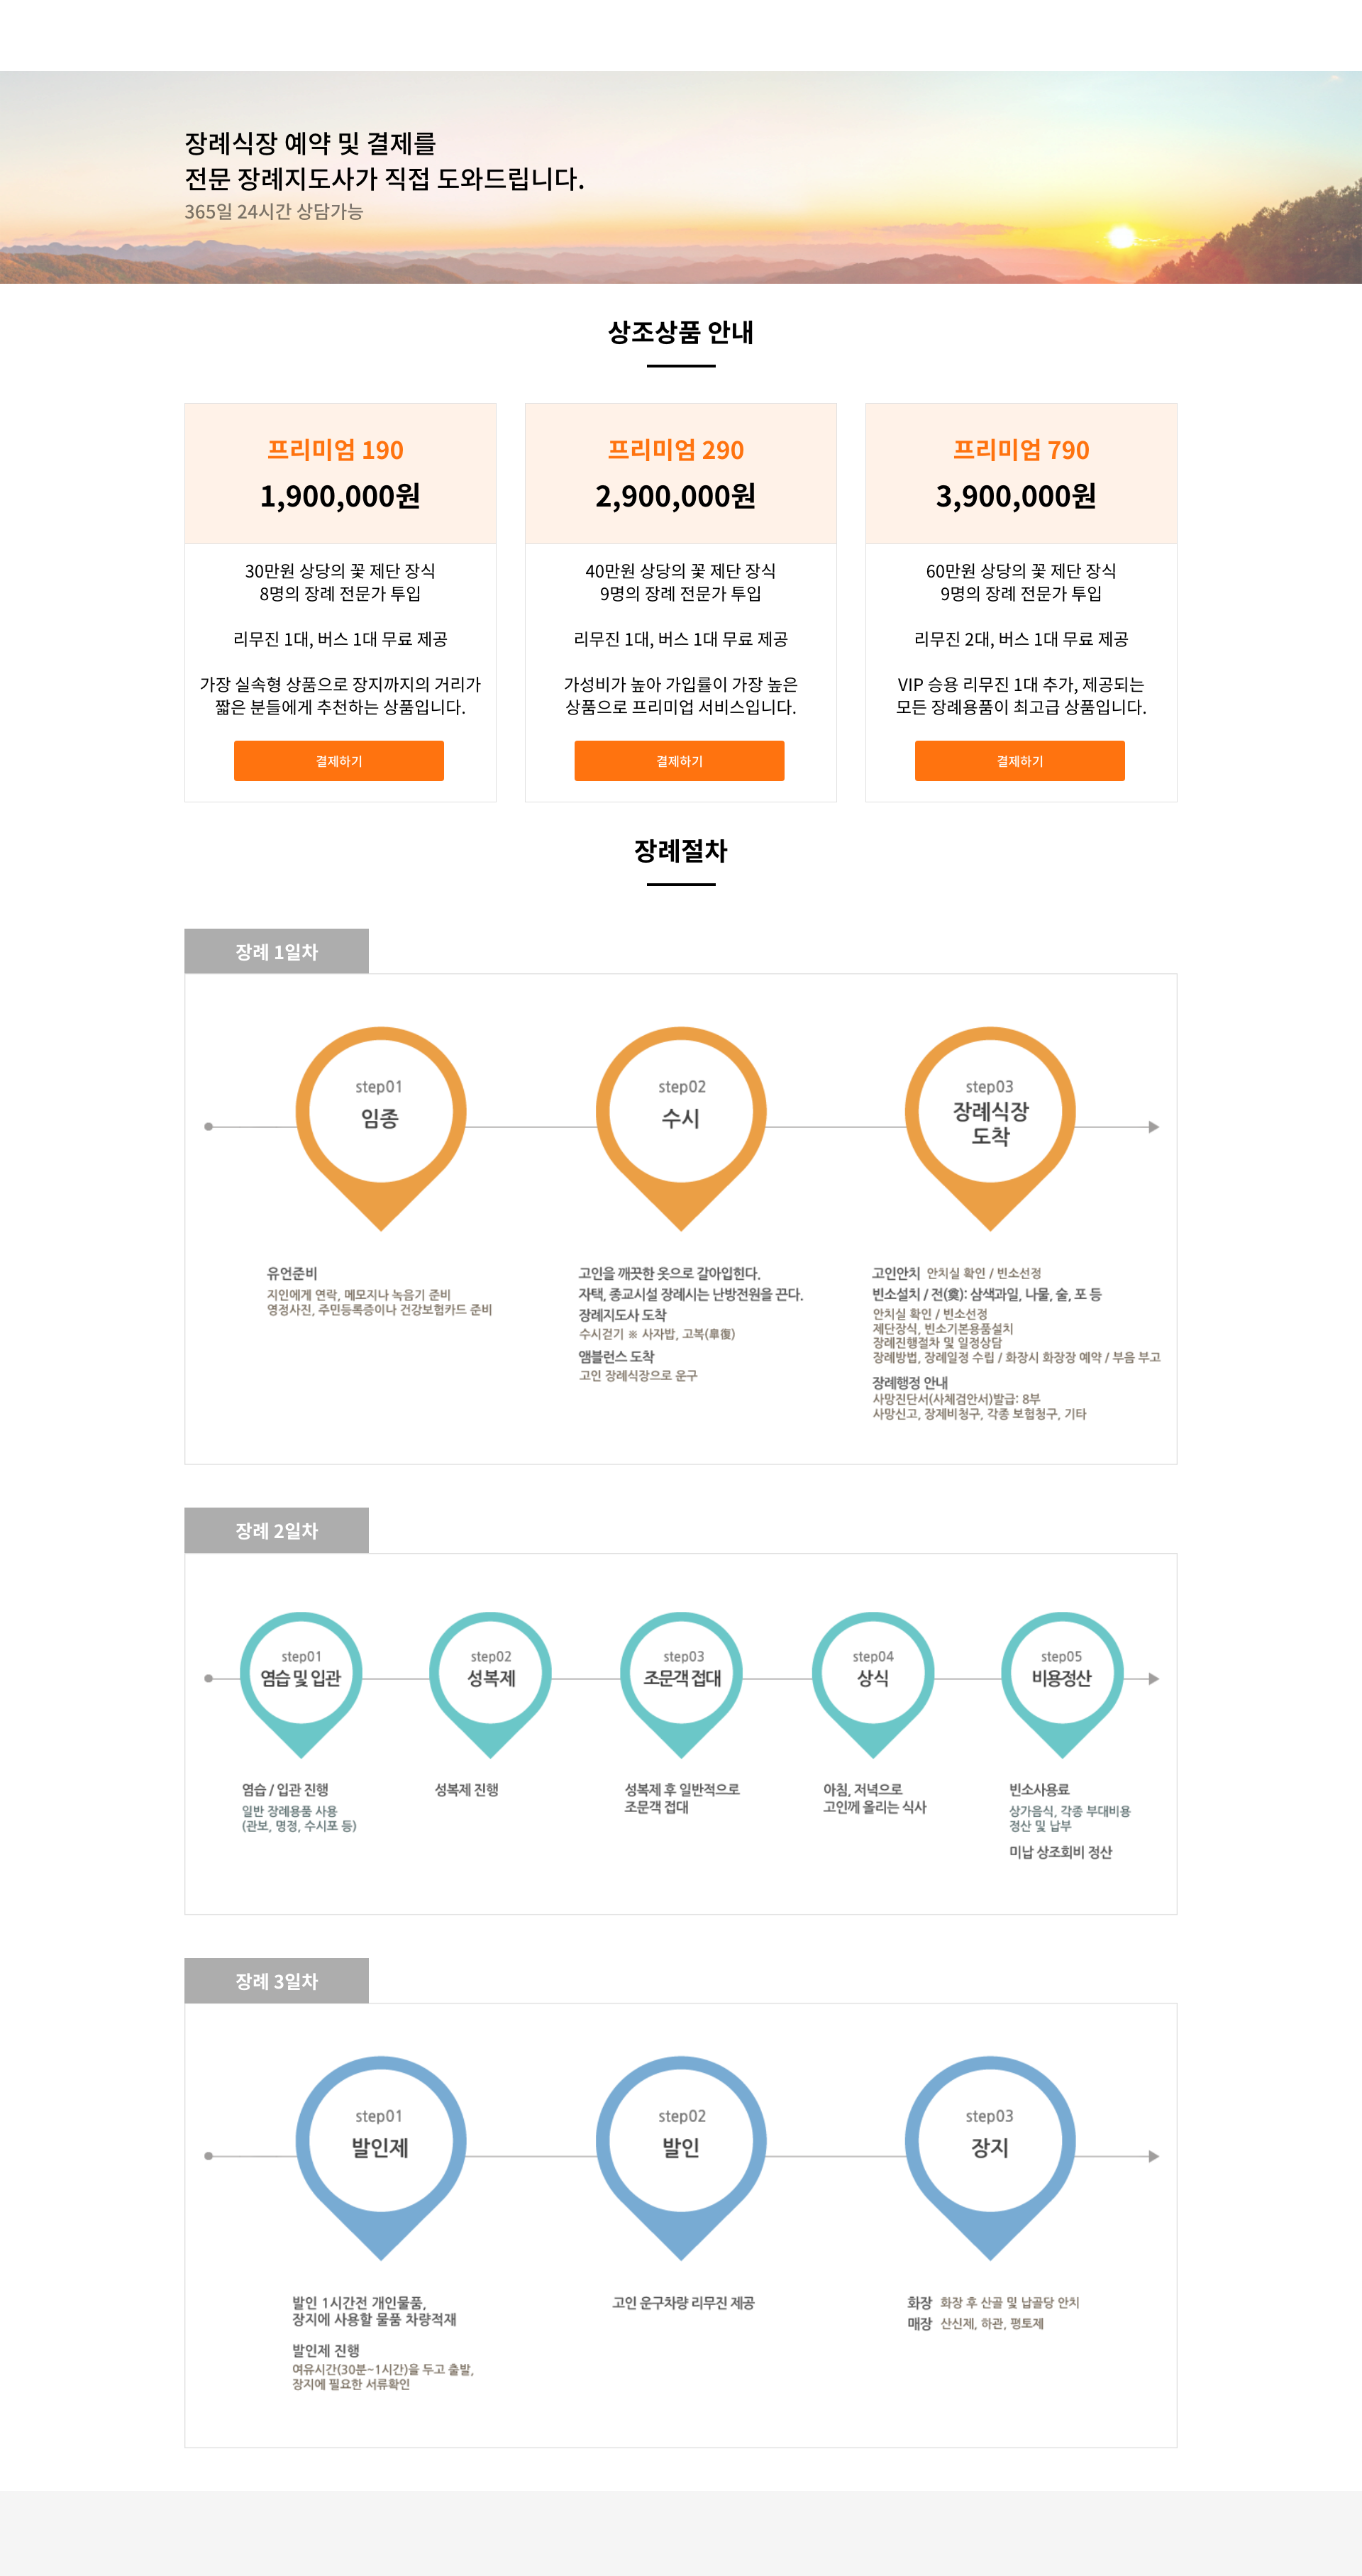 장례식장 예약 및 결제를
전문 장례지도사가 직접 도와드립니다.
365일 24시간 상담가능
상조상품 안내
프리미엄 190
1,900,000원
30만원 상당의 꽃 제단 장식
8명의 장례 전문가 투입
리무진 1대, 버스 1대 무료 제공
가장 실속형 상품으로 장지까지의 거리가
짧은 분들에게 추천하는 상품입니다.
결제하기
프리미엄 290
2,900,000원
40만원 상당의 꽃 제단 장식
9명의 장례 전문가 투입
리무진 1대, 버스 1대 무료 제공
가성비가 높아 가입률이 가장 높은
상품으로 프리미업 서비스입니다.
결제하기
프리미엄 790
3,900,000원
60만원 상당의 꽃 제단 장식
9명의 장례 전문가 투입
리무진 2대, 버스 1대 무료 제공
VIP 승용 리무진 1대 추가, 제공되는
모든 장례용품이 최고급 상품입니다.
결제하기
장례절차
장례 1일차
step01
임종
유언준비
지인에게 연락, 메모지나 녹음기 준비
영정사진, 주민등록증이나 건강보험카드 준비
step02
수시
고인을 깨끗한 옷으로 갈아입힌다.
자택, 종교시설 장례시는 난방전원을 끈다.
장례지도사 도착
수시걷기 ※ 사자밥, 고복(皐復)
앰블런스 도착
고인 장례식장으로 운구
step03
장례식장
도착
고인안치 안치실 확인 / 빈소선정
빈소설치 / 전(奠): 삼색과일, 나물, 술, 포 등
안치실 확인 / 빈소선정
제단장식, 빈소기본용품설치
장례진행절차 및 일정상담
장례방법, 장례일정 수립 / 화장시 화장장 예약 / 부음 부고
장례행정 안내
사망진단서(사체검안서)발급: 8부
사망신고, 장제비청구, 각종 보험청구, 기타
장례 2일차
step01
염습 및 입관
염습 / 입관 진행
일반 장례용품 사용
(관보, 명정, 수시포 등)
step02
성복제
성복제 진행
step03
조문객 접대
성복제 후 일반적으로
조문객 접대
step04
상식
아침, 저녁으로
고인께 올리는 식사
step05
비용정산
빈소사용료
상가음식, 각종 부대비용
정산 및 납부
미납 상조회비 정산
장례 3일차
step01
발인제
발인 1시간전 개인물품,
장지에 사용할 물품 차량적재
발인제 진행
여유시간(30분~1시간)을 두고 출발,
장지에 필요한 서류확인
step02
발인
고인 운구차량 리무진 제공
step03
장지
화장 화장 후 산골 및 납골당 안치
매장 산신제, 하관, 평토제